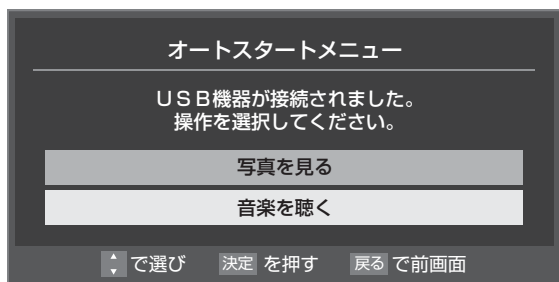 オートスタートメニュー
ＵＳＢ機器が接続されました。
操作を選択してください。
写真を見る
音楽を聴く
で選び 決定 を押す 戻る で前画面